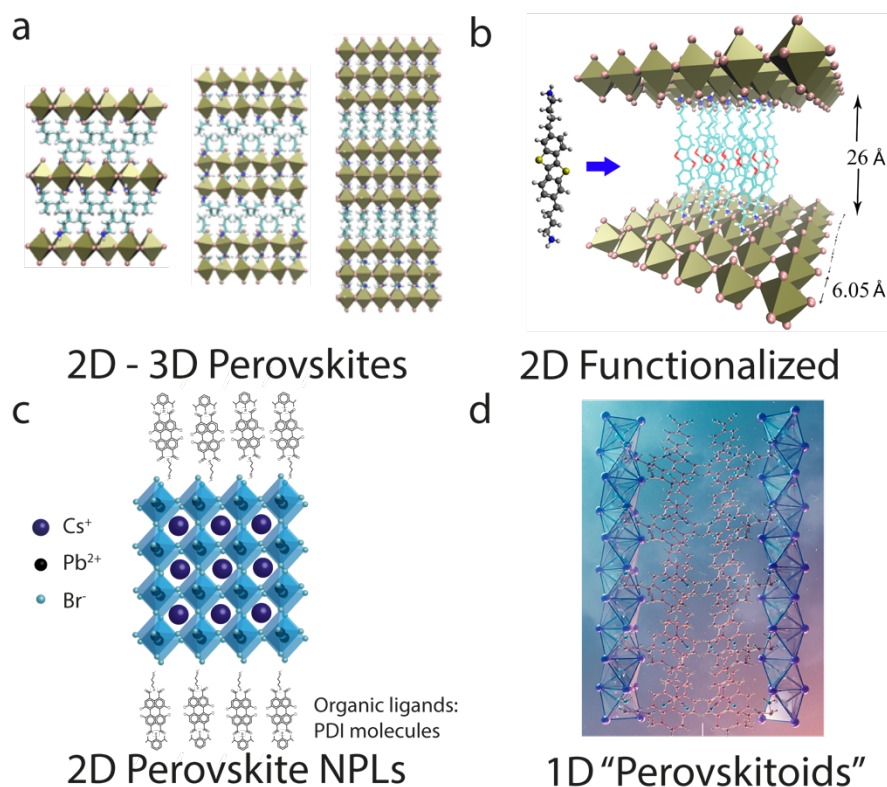 a
b
26 Å
6.05 Å
2D - 3D Perovskites
2D Functionalized
c
d
Cs⁺
Pb²⁺
Br⁻
Organic ligands:
PDI molecules
2D Perovskite NPLs
1D “Perovskitoids”